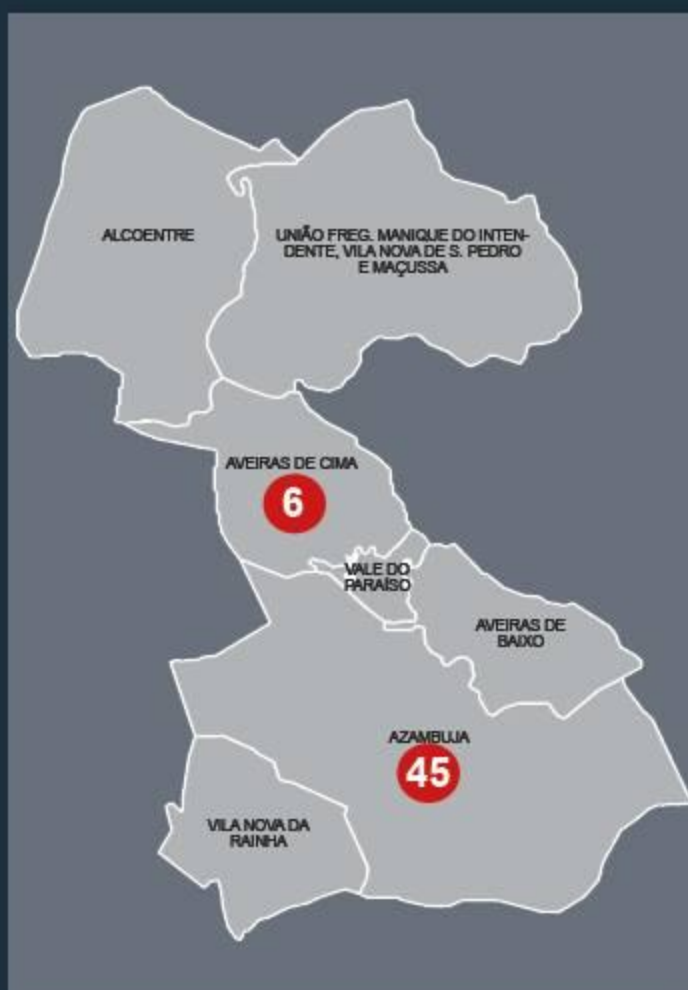 ALCOENTRE
UNIÃO FREG. MANIQUE DO INTEN-
DENTE, VILA NOVA DE S. PEDRO
E MAÇUSSA
AVEIRAS DE CIMA
6
VALE DO
PARAÍSO
AVEIRAS DE
BAIXO
AZAMBUJA
45
VILA NOVA DA
RAINHA